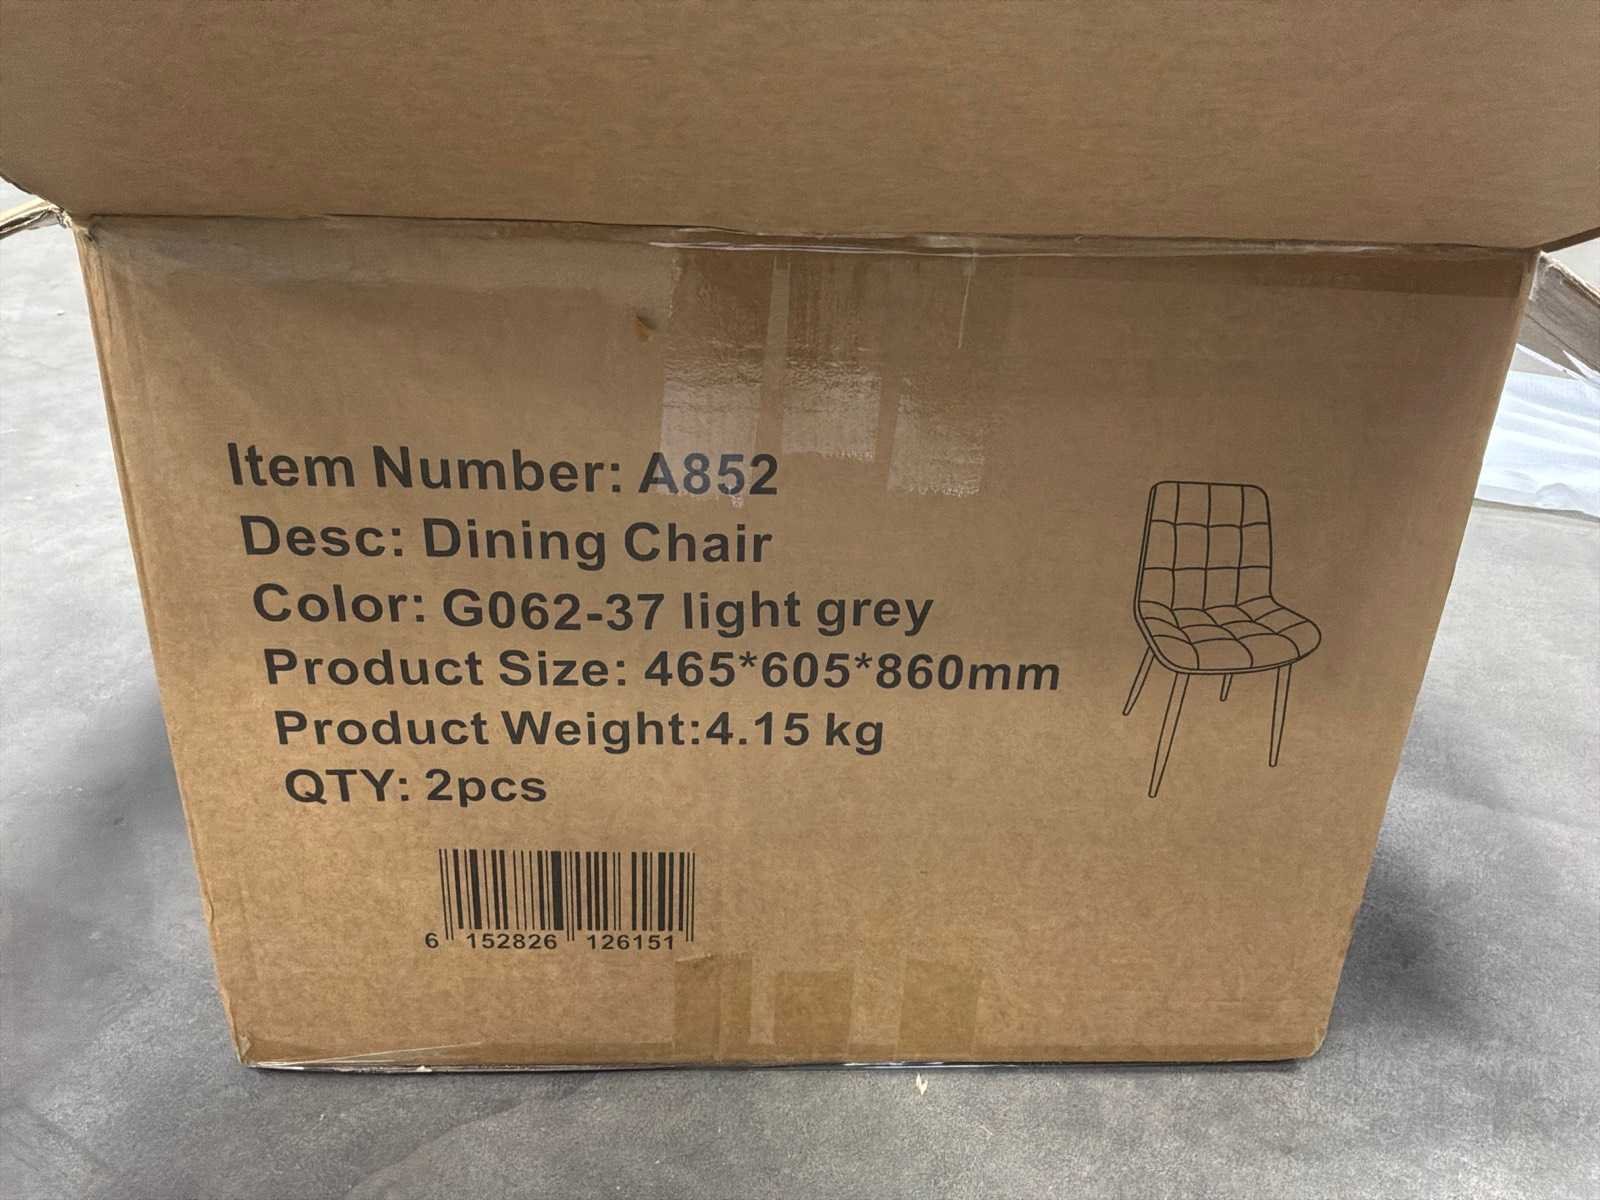 Item Number: A852
Desc: Dining Chair
Color: G062-37 light grey
Product Size: 465*605*860mm
Product Weight:4.15 kg
QTY: 2pcs
6 152826 126151